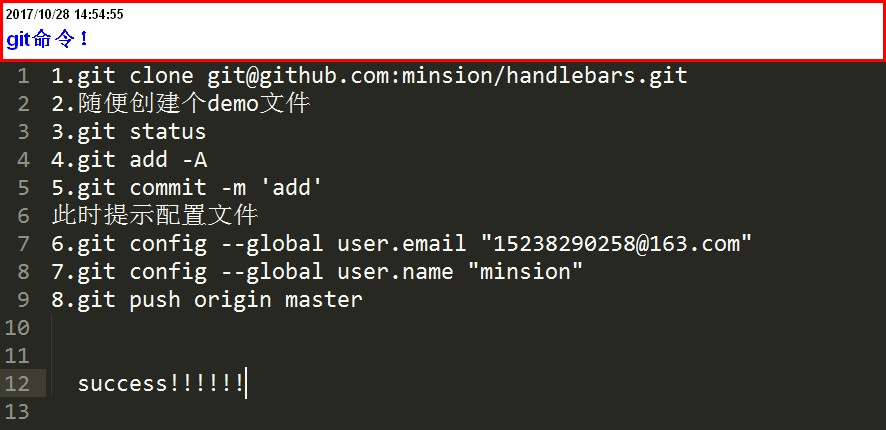 2017/10/28 14:54:55
git命令！
1 1.git clone git@github.com:minsion/handlebars.git
2 2.随便创建个demo文件
3 3.git status
4 4.git add -A
5 5.git commit -m 'add'
6 此时提示配置文件
7 6.git config --global user.email "15238290258@163.com"
8 7.git config --global user.name "minsion"
9 8.git push origin master
10
11
12 success!!!!!!
13